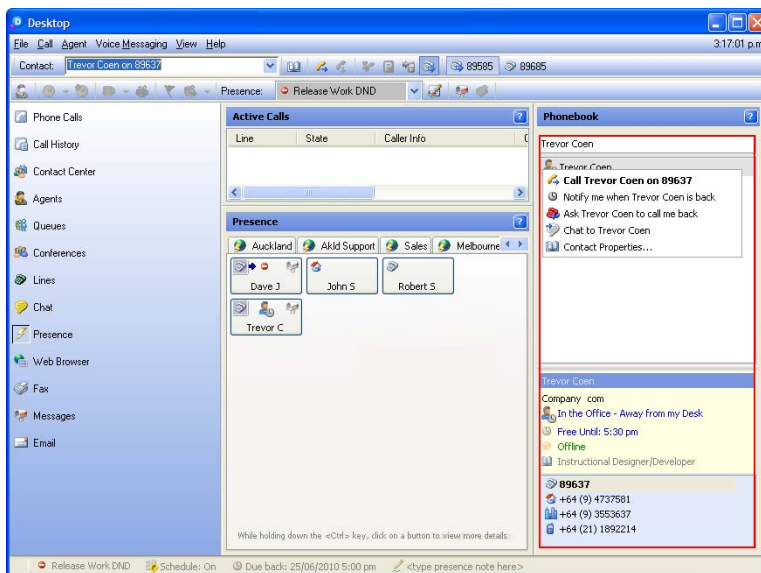 Desktop
File Call Agent Voice Messaging View Help
3:17:01 p.m
Contact: Trevor Coen on 89637
89585 89685
Presence: Release Work DND
Phone Calls
Call History
Contact Center
Agents
Queues
Conferences
Lines
Chat
Presence
Web Browser
Fax
Messages
Email
Active Calls
Line State Caller Info
Presence
Auckland Akld Support Sales Melbourne
Dave J John S Robert S
Trevor C
While holding down the <Ctrl> key, click on a button to view more details
Phonebook
Trevor Coen
Trevor Coen
Call Trevor Coen on 89637
Notify me when Trevor Coen is back
Ask Trevor Coen to call me back
Chat to Trevor Coen
Contact Properties...
Trevor Coen
Company com
In the Office - Away from my Desk
Free Until: 5:30 pm
Offline
Instructional Designer/Developer
89637
+64 (9) 4737581
+64 (9) 3553637
+64 (21) 1892214
Release Work DND Schedule: On Due back: 25/06/2010 5:00 pm <type presence note here>